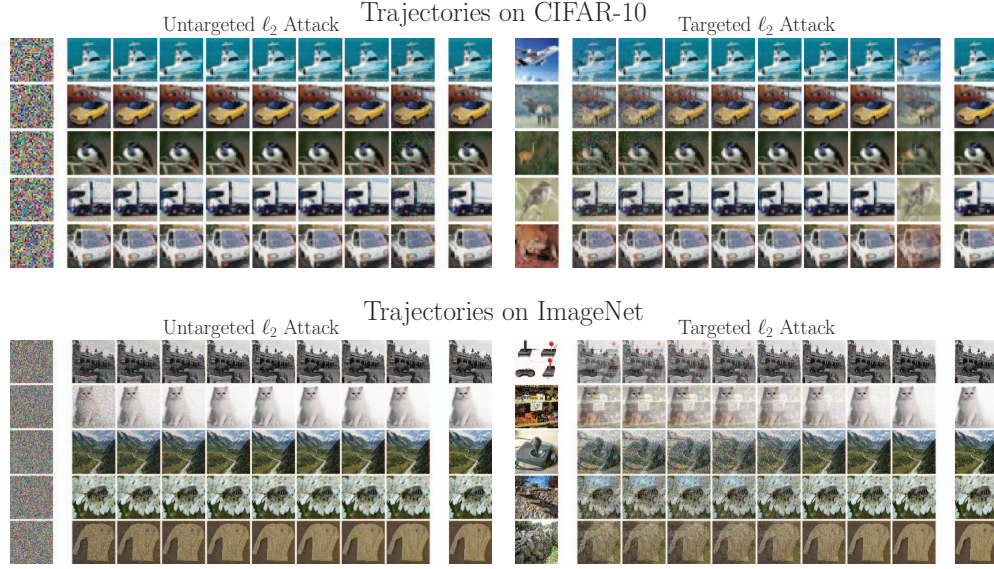 Trajectories on CIFAR-10
Untargeted ℓ₂ Attack
Targeted ℓ₂ Attack
Trajectories on ImageNet
Untargeted ℓ₂ Attack
Targeted ℓ₂ Attack